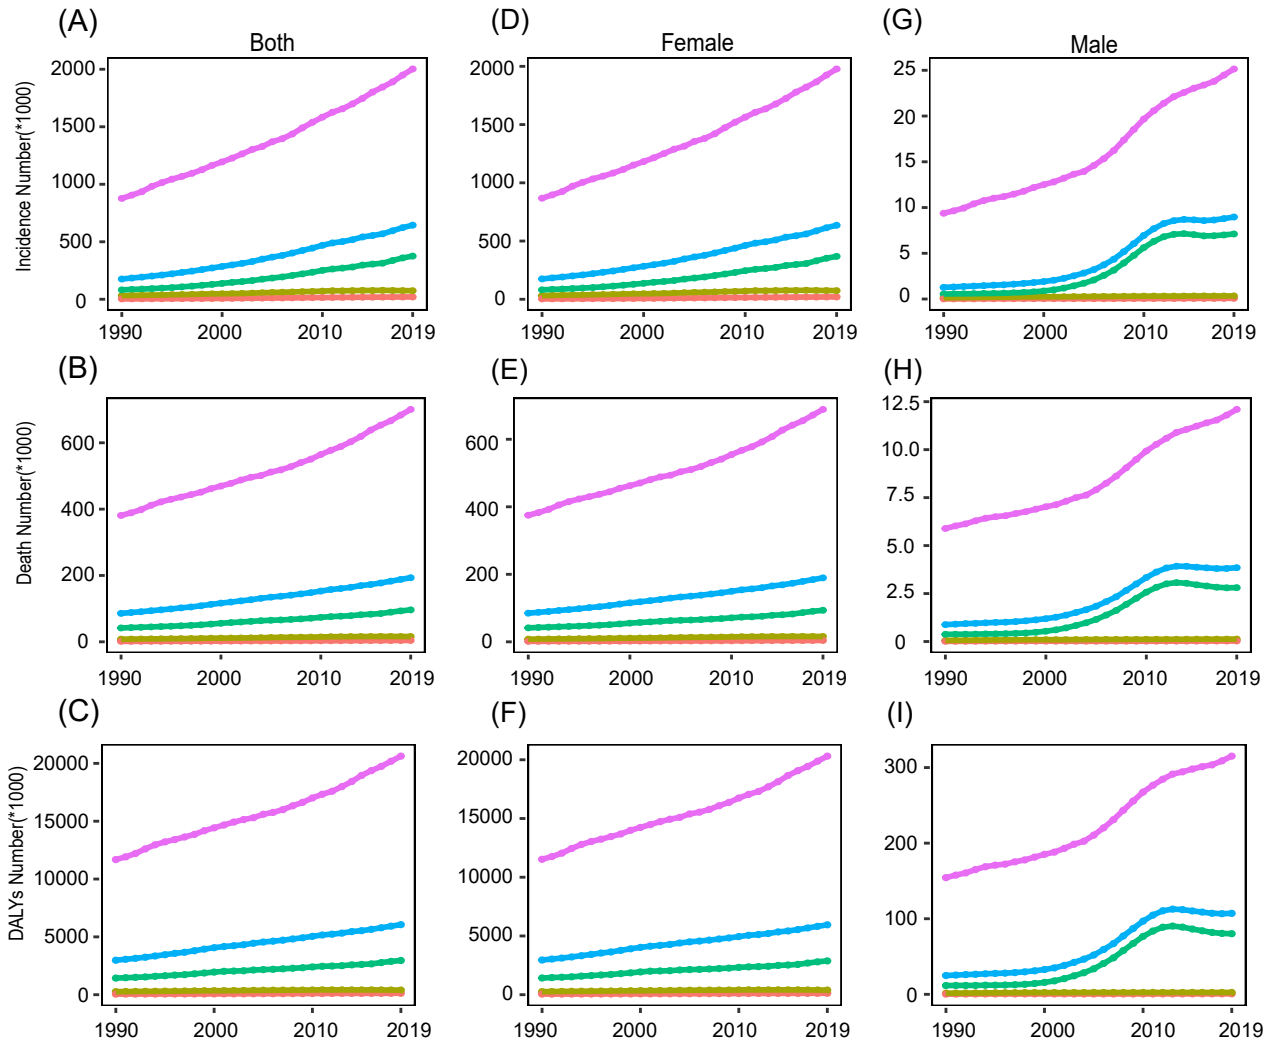 (A) (D) (G)
Both Female Male
Incidence Number(*1000)
2000 2000 25
1500 1500 20
15
1000 1000
10
500 500
5
0 0 0
1990 2000 2010 2019 1990 2000 2010 2019 1990 2000 2010 2019
(B) (E) (H)
Death Number(*1000)
12.5
600 600 10.0
400 400 7.5
5.0
200 200
2.5
0 0 0
1990 2000 2010 2019 1990 2000 2010 2019 1990 2000 2010 2019
(C) (F) (I)
DALYs Number(*1000)
20000 20000 300
15000 15000
200
10000 10000
100
5000 5000
0 0 0
1990 2000 2010 2019 1990 2000 2010 2019 1990 2000 2010 2019